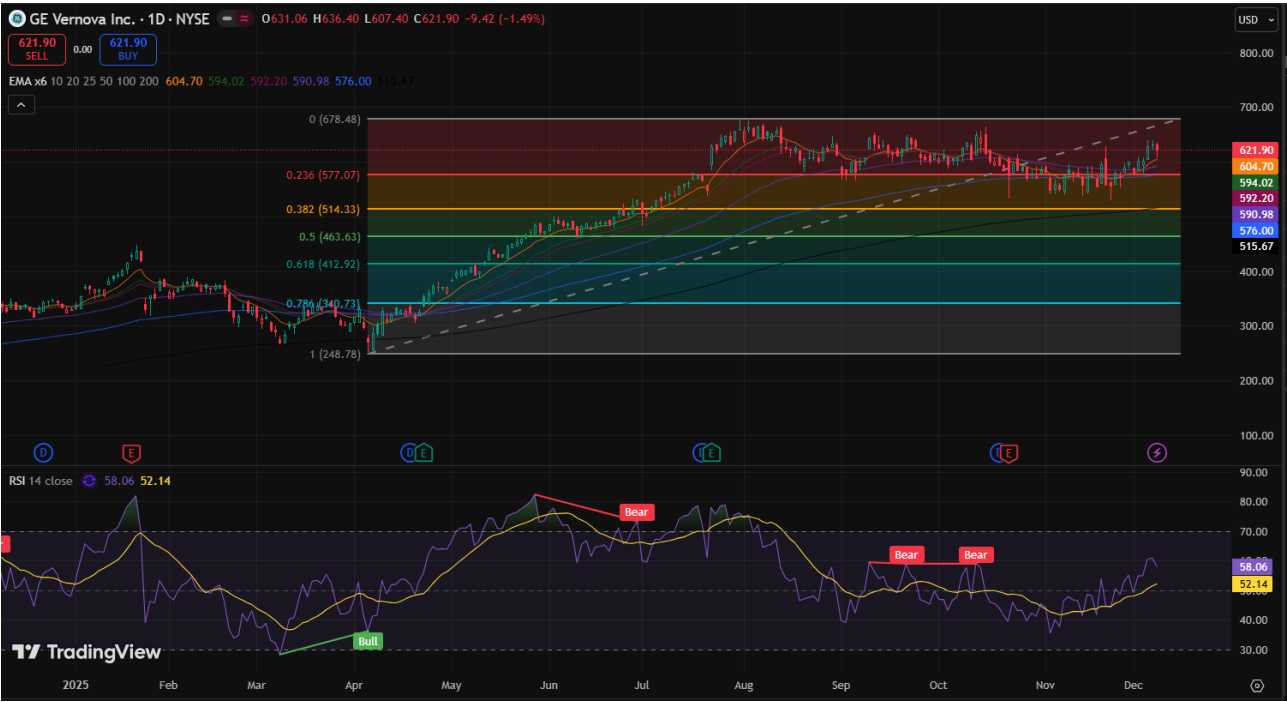 GE Vernova Inc. · 1D · NYSE O631.06 H636.40 L607.40 C621.90 -9.42 (-1.49%)
USD
621.90 SELL
0.00
621.90 BUY
EMA x6 10 20 25 50 100 200 604.70 594.02 592.20 590.98 576.00 515.67
800.00
700.00
0 (678.48)
621.90
604.70
594.02
592.20
590.98
576.00
515.67
0.236 (577.07)
0.382 (514.33)
0.5 (463.63)
0.618 (412.92)
400.00
0.786 (340.73)
300.00
1 (248.78)
200.00
100.00
D
E
D
E
E
E
RSI 14 close 58.06 52.14
90.00
80.00
Bear
70.00
Bear
Bear
60.00
58.06
52.14
50.00
40.00
Bull
30.00
TradingView
2025 Feb Mar Apr May Jun Jul Aug Sep Oct Nov Dec